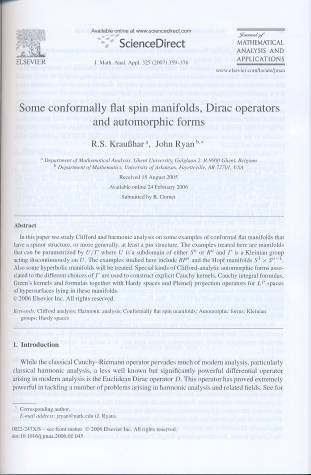 Available online at www.sciencedirect.com
ScienceDirect
ELSEVIER
J. Math. Anal. Appl. 325 (2007) 359–376
Journal of
MATHEMATICAL
ANALYSIS AND
APPLICATIONS
www.elsevier.com/locate/jmaa
Some conformally flat spin manifolds, Dirac operators
and automorphic forms
R.S. Kraußhar a, John Ryan b,*
a Department of Mathematical Analysis, Ghent University, Galglaan 2, B-9000 Ghent, Belgium
b Department of Mathematics, University of Arkansas, Fayetteville, AR 72701, USA
Received 18 August 2005
Available online 24 February 2006
Submitted by R. Gornet
Abstract
In this paper we study Clifford and harmonic analysis on some examples of conformal flat manifolds that
have a spinor structure, or more generally, at least a pin structure. The examples treated here are manifolds
that can be parametrized by U/Γ where U is a subdomain of either Sⁿ or Rⁿ and Γ is a Kleinian group
acting discontinuously on U. The examples studied here include RPⁿ and the Hopf manifolds S¹ × Sⁿ⁻¹.
Also some hyperbolic manifolds will be treated. Special kinds of Clifford-analytic automorphic forms asso-
ciated to the different choices of Γ are used to construct explicit Cauchy kernels, Cauchy integral formulas,
Green's kernels and formulas together with Hardy spaces and Plemelj projection operators for Lᵖ spaces
of hypersurfaces lying in these manifolds.
© 2006 Elsevier Inc. All rights reserved.
Keywords: Clifford analysis; Harmonic analysis; Conformally flat spin manifolds; Automorphic forms; Kleinian
groups; Hardy spaces
1. Introduction
While the classical Cauchy–Riemann operator pervades much of modern analysis, particularly
classical harmonic analysis, a less well known but significantly powerful differential operator
arising in modern analysis is the Euclidean Dirac operator D. This operator has proved extremely
powerful in tackling a number of problems arising in harmonic analysis and related fields. See for
* Corresponding author.
E-mail address: jryan@uark.edu (J. Ryan).
0022-247X/$ – see front matter © 2006 Elsevier Inc. All rights reserved.
doi:10.1016/j.jmaa.2006.01.045